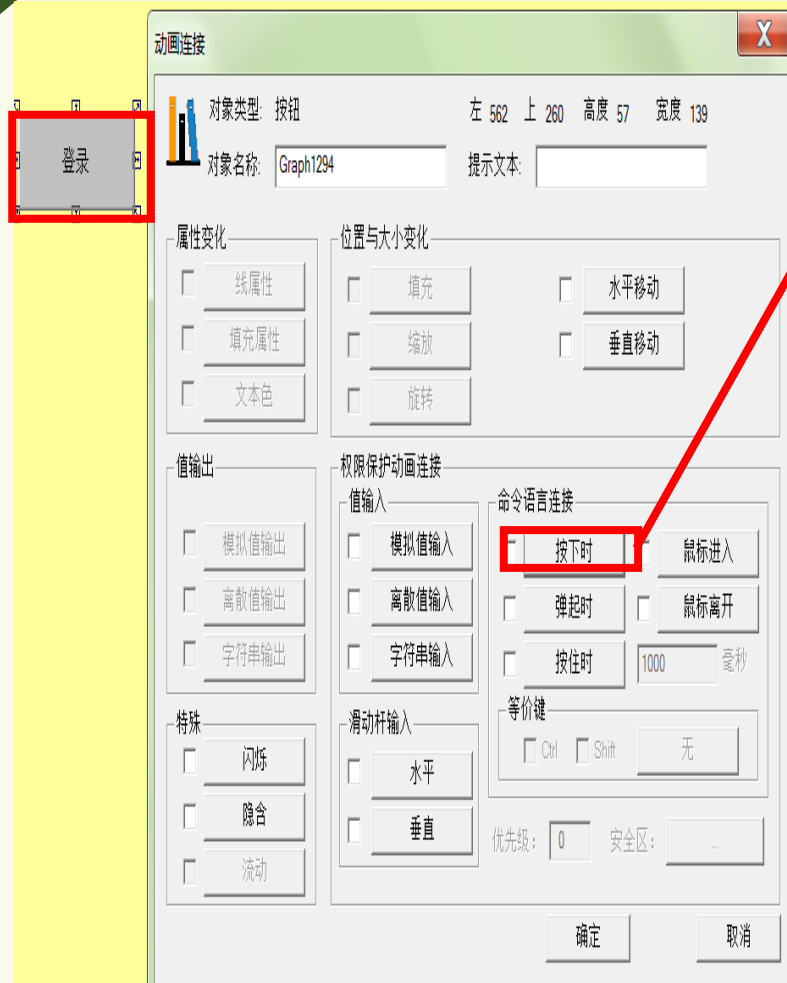 动画连接
X
登录
对象类型: 按钮 左 562 上 260 高度 57 宽度 139
对象名称: Graph1294 提示文本:
属性变化
线属性
填充属性
文本色
位置与大小变化
填充 水平移动
缩放 垂直移动
旋转
值输出
模拟值输出
离散值输出
字符串输出
权限保护动画连接
值输入
模拟值输入
离散值输入
字符串输入
命令语言连接
按下时 鼠标进入
弹起时 鼠标离开
按住时 1000 毫秒
等价键
Ctrl Shift 无
特殊
闪烁
隐含
流动
滑动杆输入
水平
垂直
优先级: 0 安全区: ...
确定 取消